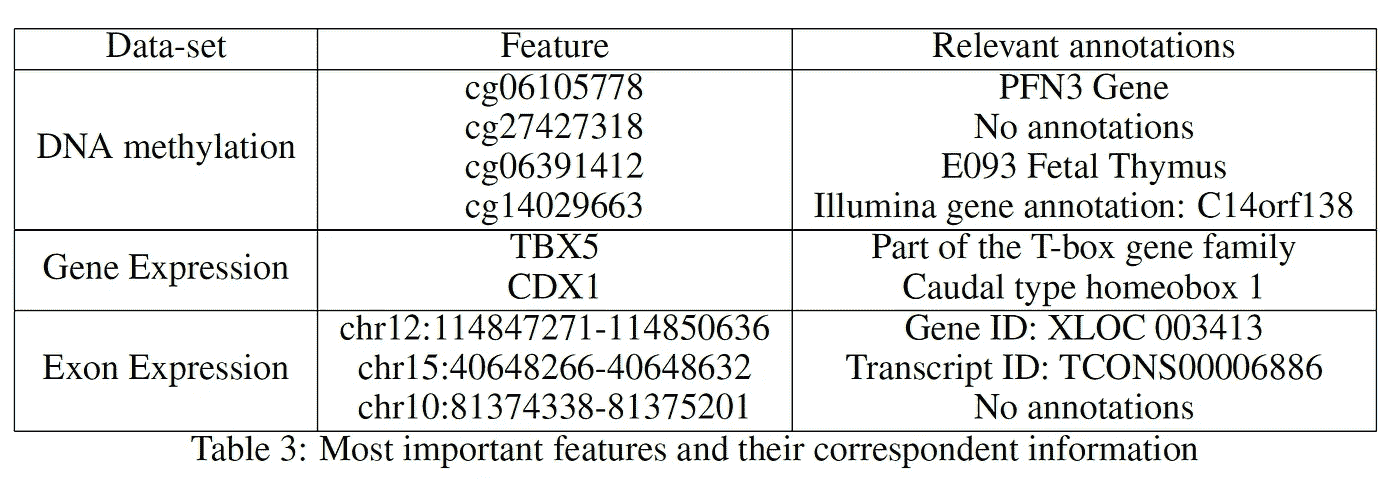 Data-set Feature Relevant annotations
cg06105778 PFN3 Gene
cg27427318 No annotations
DNA methylation
cg06391412 E093 Fetal Thymus
cg14029663 Illumina gene annotation: C14orf138
TBX5 Part of the T-box gene family
Gene Expression
CDX1 Caudal type homeobox 1
chr12:114847271-114850636 Gene ID: XLOC 003413
Exon Expression chr15:40648266-40648632 Transcript ID: TCONS00006886
chr10:81374338-81375201 No annotations
Table 3: Most important features and their correspondent information